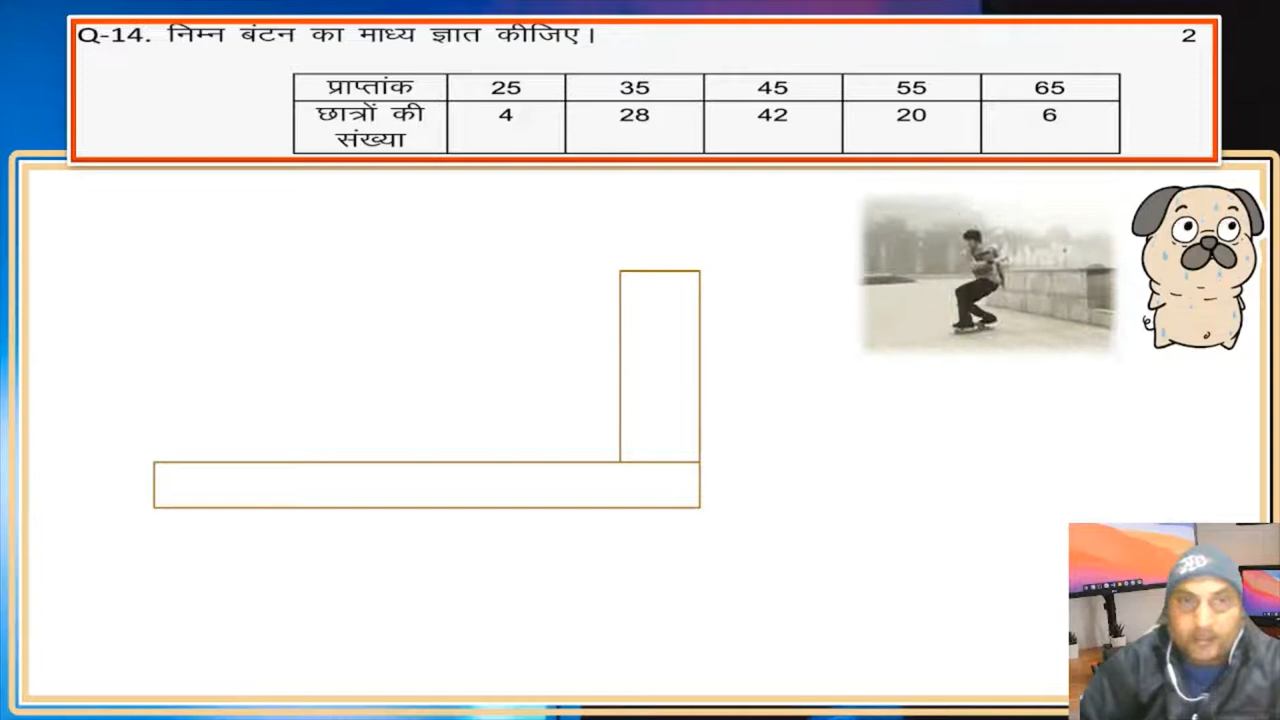 Q-14. निम्न बंटन का माध्य ज्ञात कीजिए। 2
प्राप्तांक 25 35 45 55 65
छात्रों की 4 28 42 20 6
संख्या